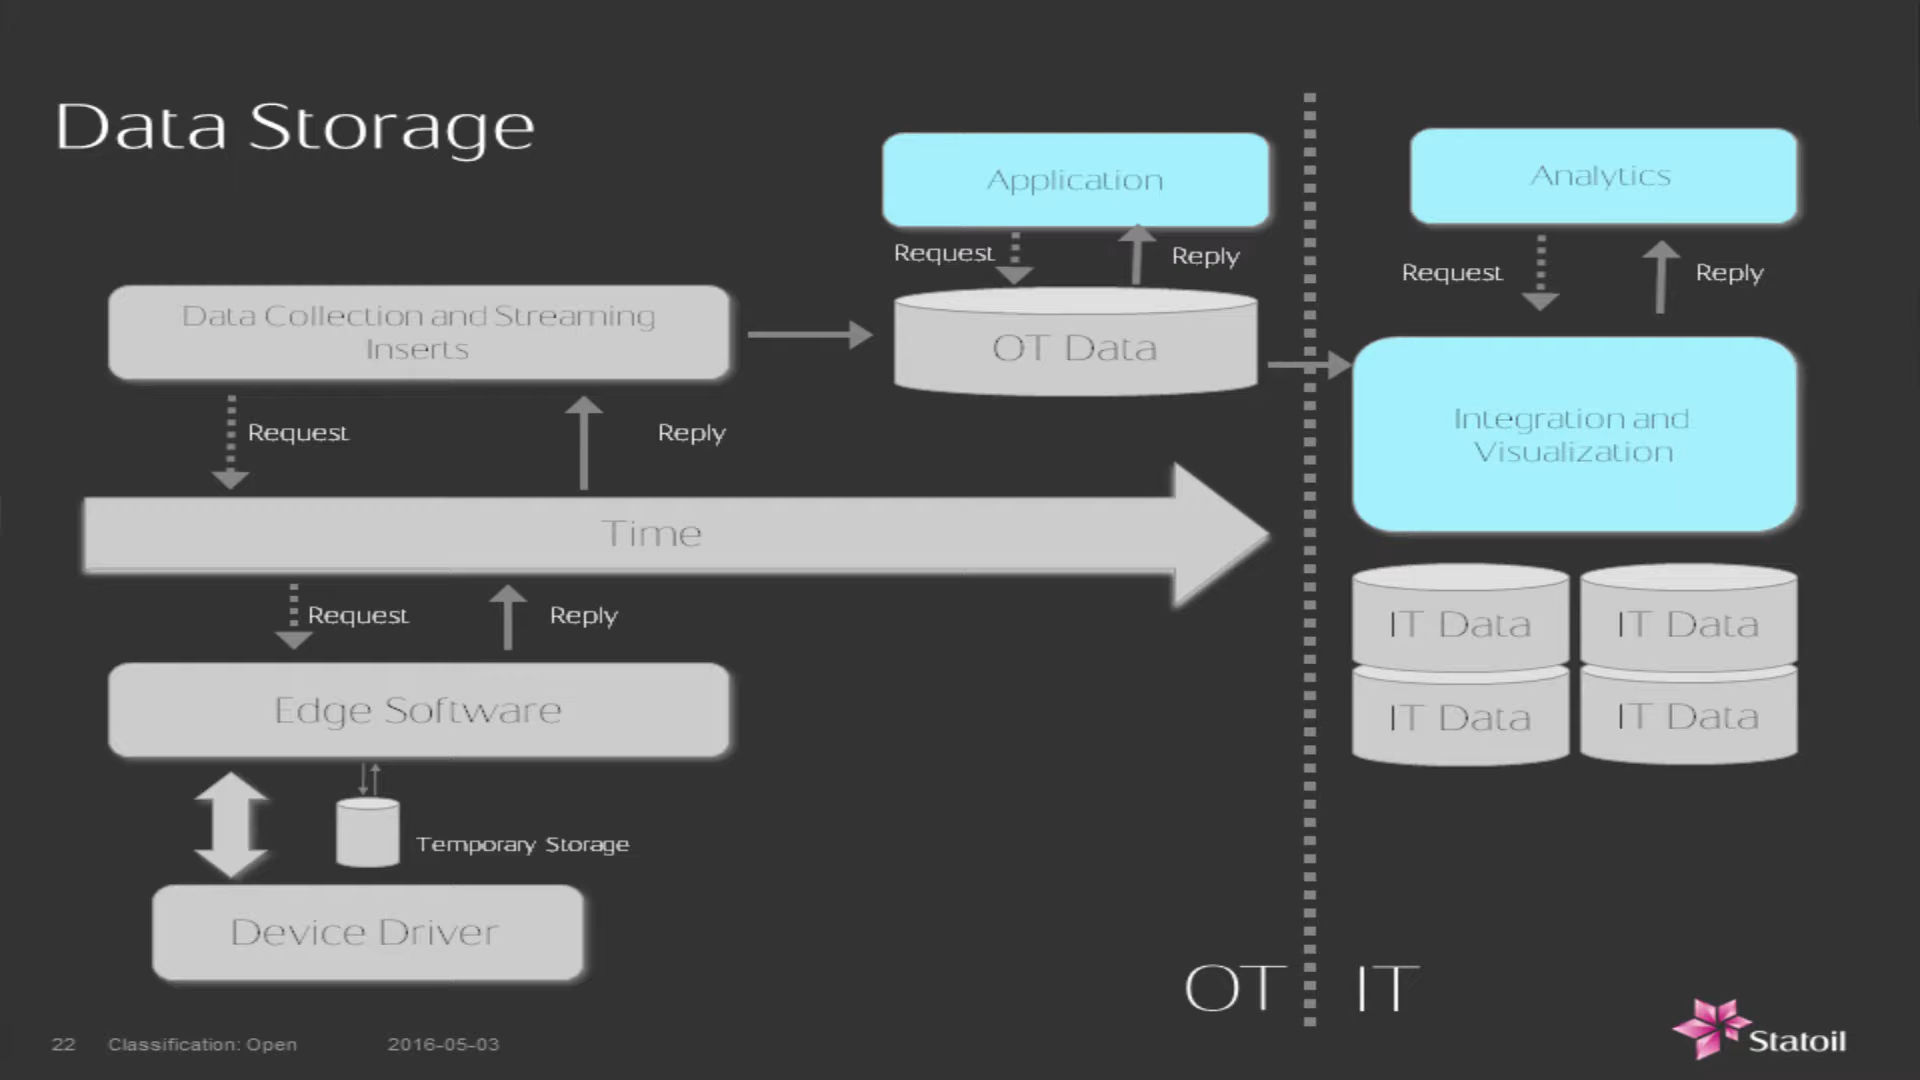 Data Storage
Application
Analytics
Request
Reply
Request
Reply
Data Collection and Streaming
Inserts
OT Data
Integration and
Visualization
Request
Reply
Time
Request
Reply
IT Data
IT Data
IT Data
IT Data
Edge Software
Temporary Storage
Device Driver
OT
IT
22
Classification: Open
2016-05-03
Statoil